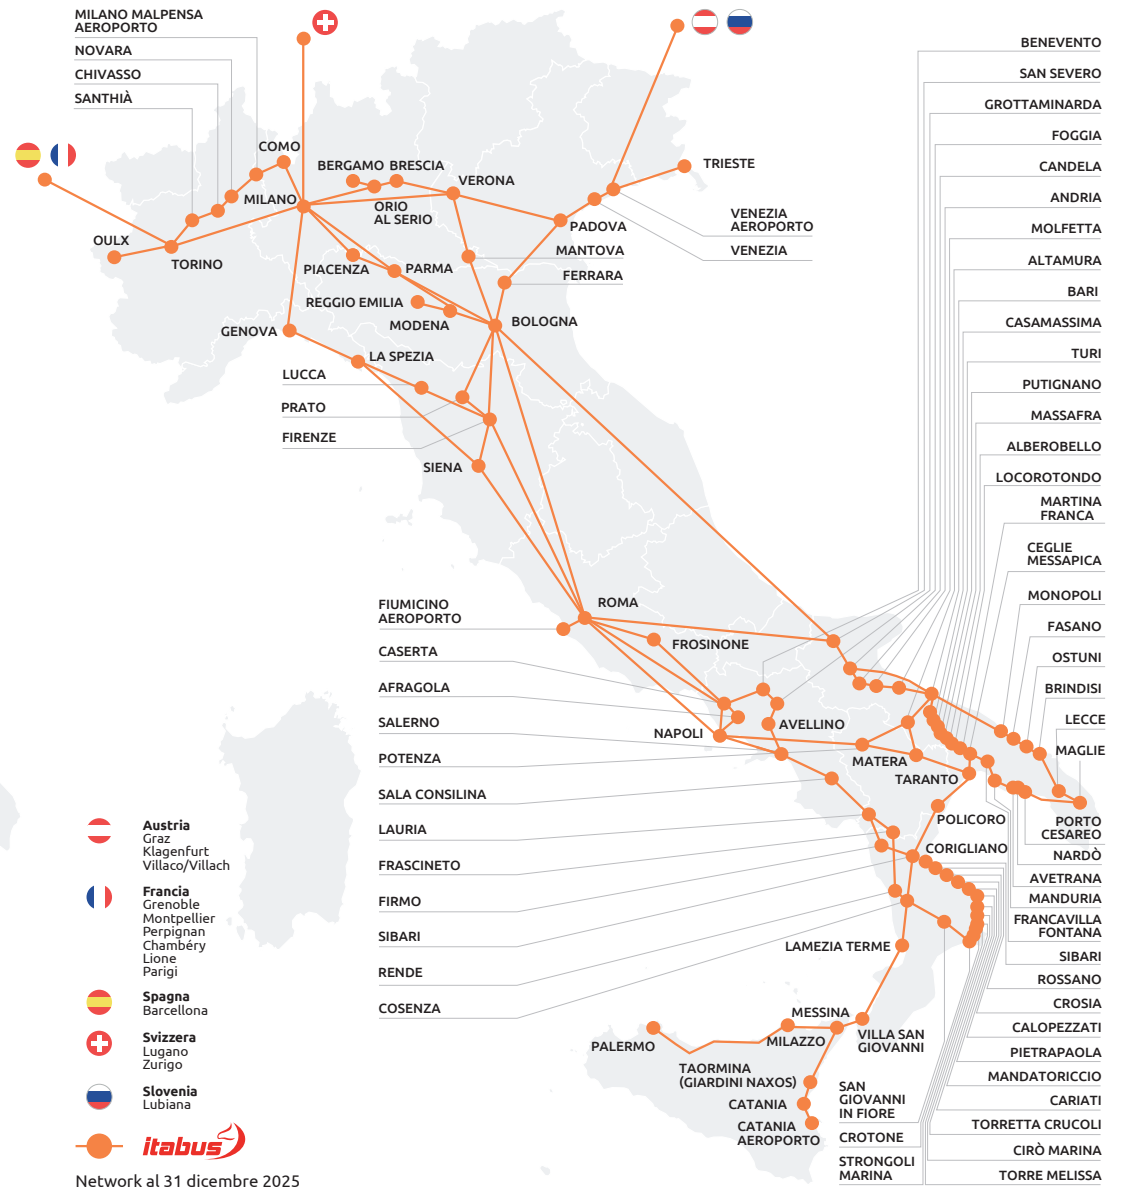 MILANO MALPENSA
AEROPORTO
NOVARA
CHIVASSO
SANTHIÀ
COMO
BERGAMO
BRESCIA
VERONA
MILANO
ORIO
AL SERIO
TRIESTE
VENEZIA
AEROPORTO
VENEZIA
PADOVA
MANTOVA
FERRARA
OULX
TORINO
PIACENZA
PARMA
REGGIO EMILIA
MODENA
BOLOGNA
GENOVA
LA SPEZIA
LUCCA
PRATO
FIRENZE
SIENA
BENEVENTO
SAN SEVERO
GROTTAMINARDA
FOGGIA
CANDELA
ANDRIA
MOLFETTA
ALTAMURA
BARI
CASAMASSIMA
TURI
PUTIGNANO
MASSAFRA
ALBEROBELLO
LOCOROTONDO
MARTINA
FRANCA
CEGLIE
MESSAPICA
MONOPOLI
FASANO
OSTUNI
BRINDISI
LECCE
MAGLIE
ROMA
FIUMICINO
AEROPORTO
FROSINONE
CASERTA
AFRAGOLA
SALERNO
NAPOLI
AVELLINO
POTENZA
MATERA
TARANTO
SALA CONSILINA
LAURIA
POLICORO
CORIGLIANO
FRASCINETO
FIRMO
SIBARI
RENDE
COSENZA
LAMEZIA TERME
PORTO
CESAREO
NARDÒ
AVETRANA
MANDURIA
FRANCAVILLA
FONTANA
SIBARI
ROSSANO
CROSIA
CALOPEZZATI
PIETRAPAOLA
MANDATORICCIO
CARIATI
TORRETTA CRUCOLI
CIRÒ MARINA
TORRE MELISSA
SAN
GIOVANNI
IN FIORE
CROTONE
STRONGOLI
MARINA
MESSINA
MILAZZO
VILLA SAN
GIOVANNI
PALERMO
TAORMINA
(GIARDINI NAXOS)
CATANIA
CATANIA
AEROPORTO
Austria
Graz
Klagenfurt
Villaco/Villach
Francia
Grenoble
Montpellier
Perpignan
Chambéry
Lione
Parigi
Spagna
Barcellona
Svizzera
Lugano
Zurigo
Slovenia
Lubiana
itabus
Network al 31 dicembre 2025